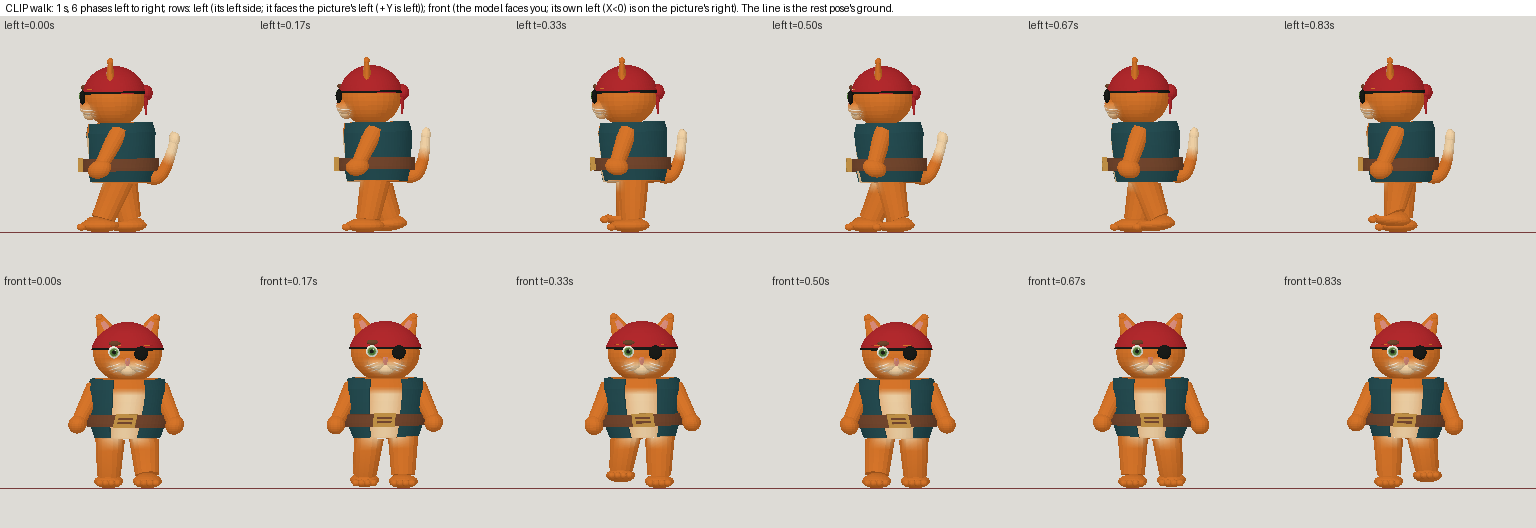 CLIP walk: 1 s, 6 phases left to right; rows: left (its left side; it faces the picture's left (+Y is left)); front (the model faces you; its own left (X<0) is on the picture's right). The line is the rest pose's ground.
left t=0.00s left t=0.17s left t=0.33s left t=0.50s left t=0.67s left t=0.83s
front t=0.00s front t=0.17s front t=0.33s front t=0.50s front t=0.67s front t=0.83s